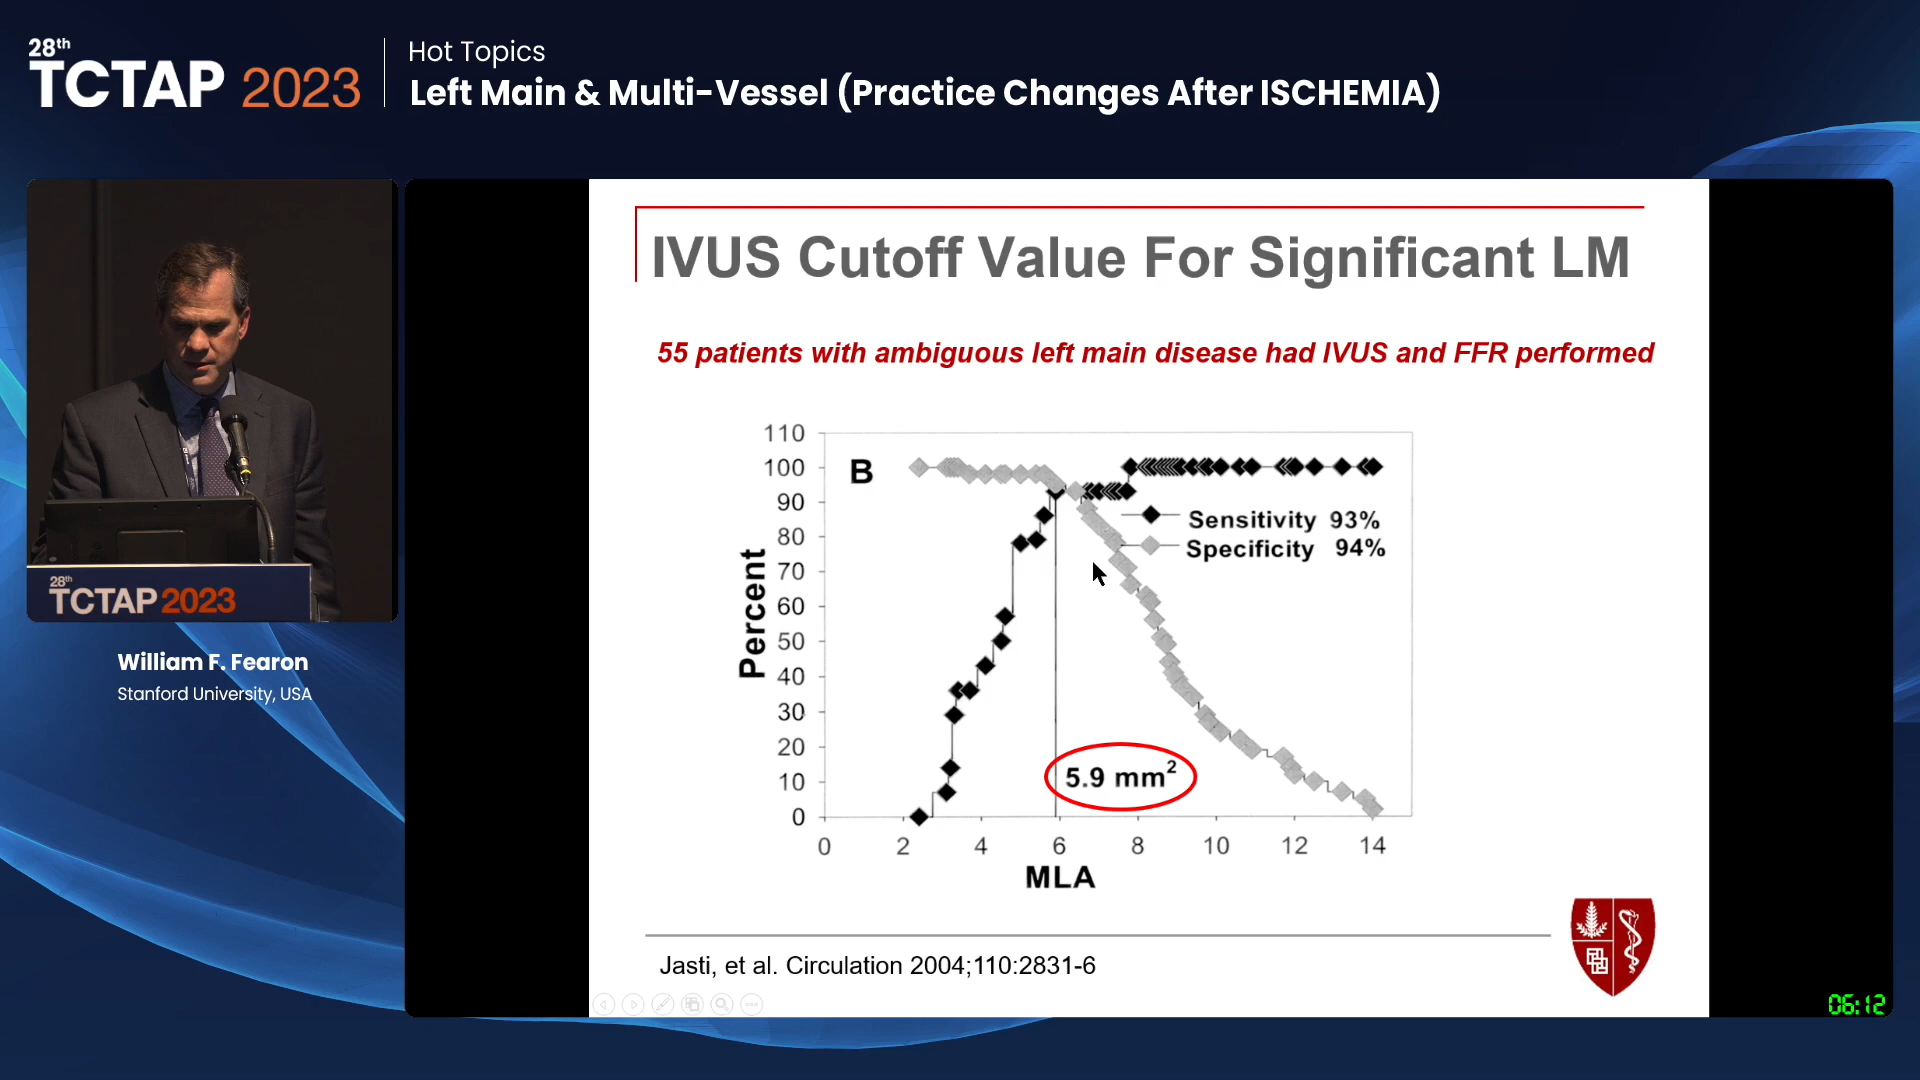 28th
TCTAP 2023
Hot Topics
Left Main & Multi-Vessel (Practice Changes After ISCHEMIA)
28th
TCTAP 2023
William F. Fearon
Stanford University, USA
IVUS Cutoff Value For Significant LM
55 patients with ambiguous left main disease had IVUS and FFR performed
B
Percent
110
100
90
80
70
60
50
40
30
20
10
0
Sensitivity 93%
Specificity 94%
5.9 mm²
0 2 4 6 8 10 12 14
MLA
Jasti, et al. Circulation 2004;110:2831-6
06:12